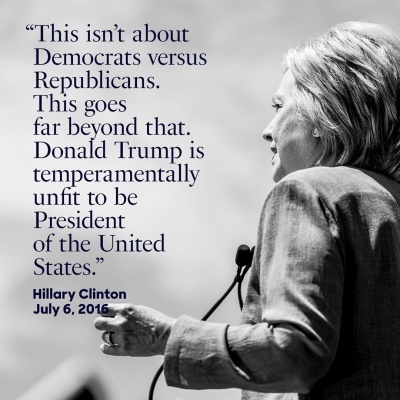 “This isn’t about
Democrats versus
Republicans.
This goes
far beyond that.
Donald Trump is
temperamentally
unfit to be
President
of the United
States.”
Hillary Clinton
July 6, 2016